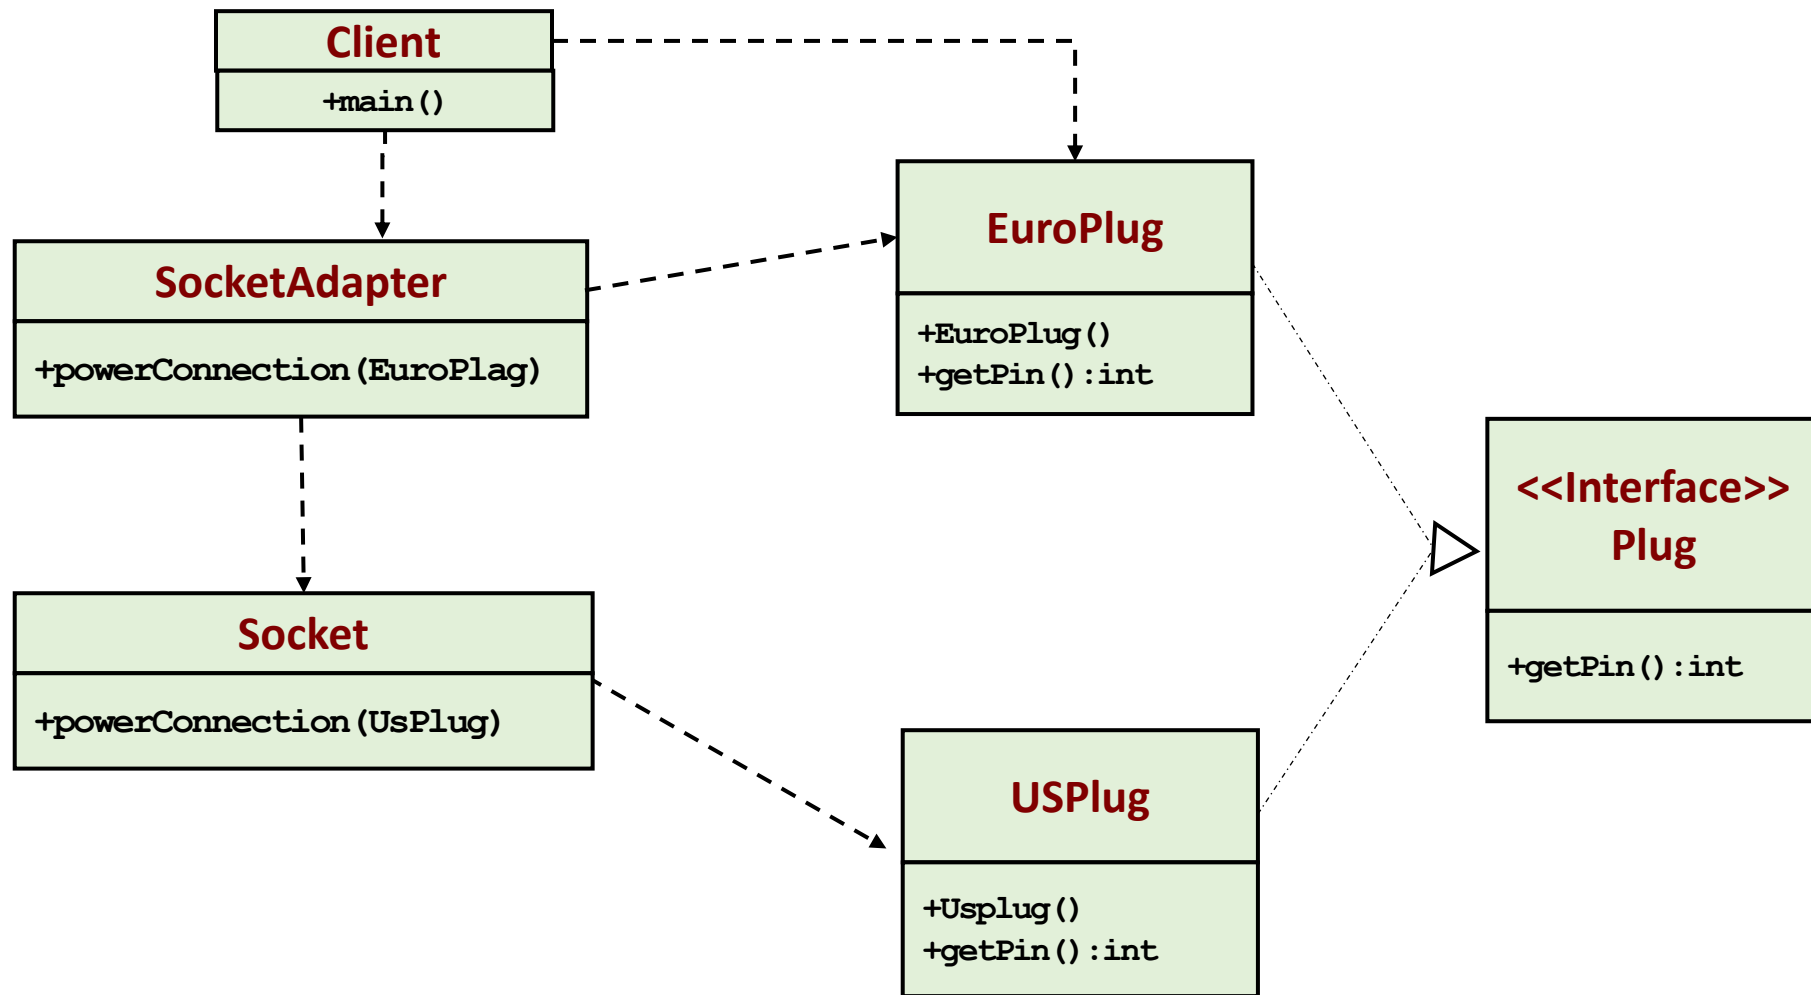 Client
+main()
SocketAdapter
+powerConnection(EuroPlag)
EuroPlug
+EuroPlug()
+getPin():int
<<Interface>>
Plug
+getPin():int
Socket
+powerConnection(UsPlug)
USPlug
+Usplug()
+getPin():int